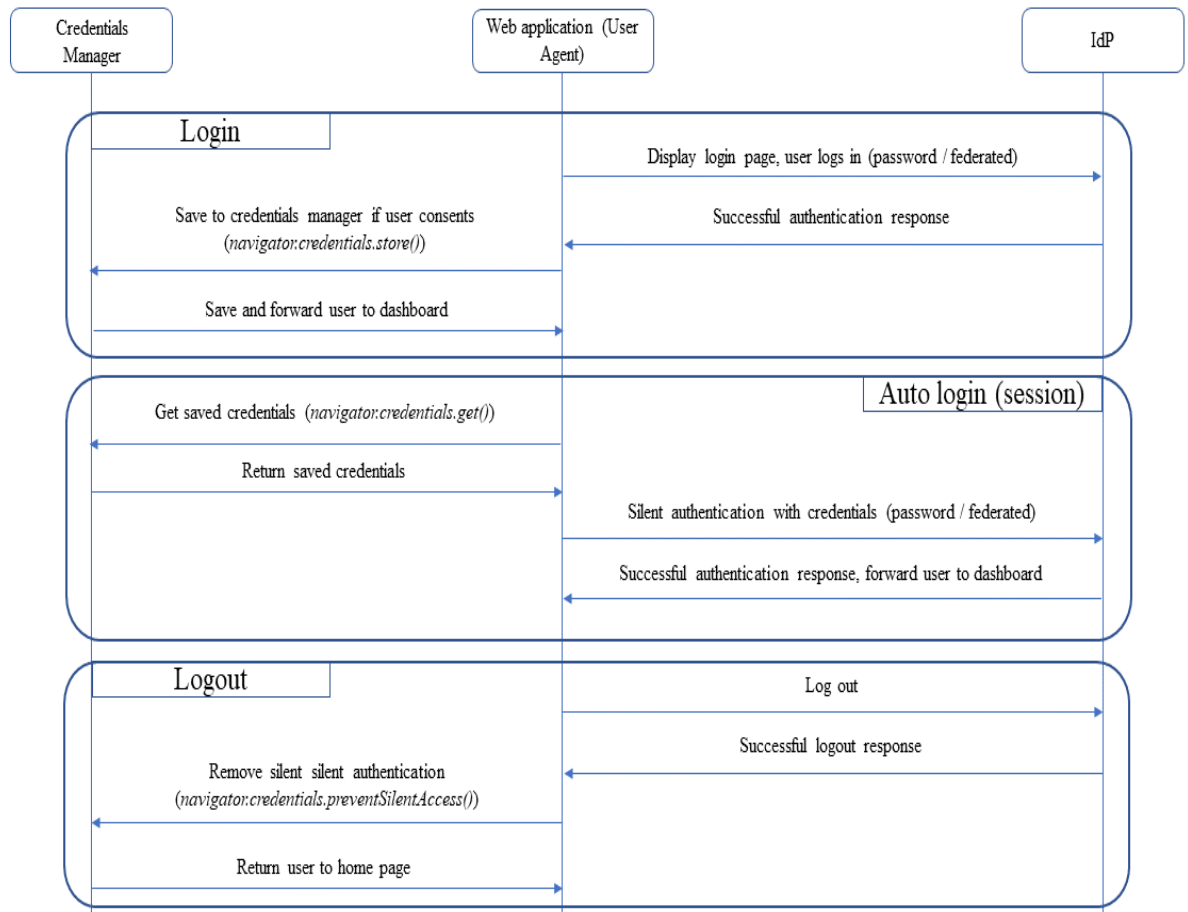 Credentials
Manager
Web application (User
Agent)
IdP
Login
Display login page, user logs in (password / federated)
Save to credentials manager if user consents
(navigator.credentials.store())
Successful authentication response
Save and forward user to dashboard
Auto login (session)
Get saved credentials (navigator.credentials.get())
Return saved credentials
Silent authentication with credentials (password / federated)
Successful authentication response, forward user to dashboard
Logout
Log out
Successful logout response
Remove silent silent authentication
(navigator.credentials.preventSilentAccess())
Return user to home page